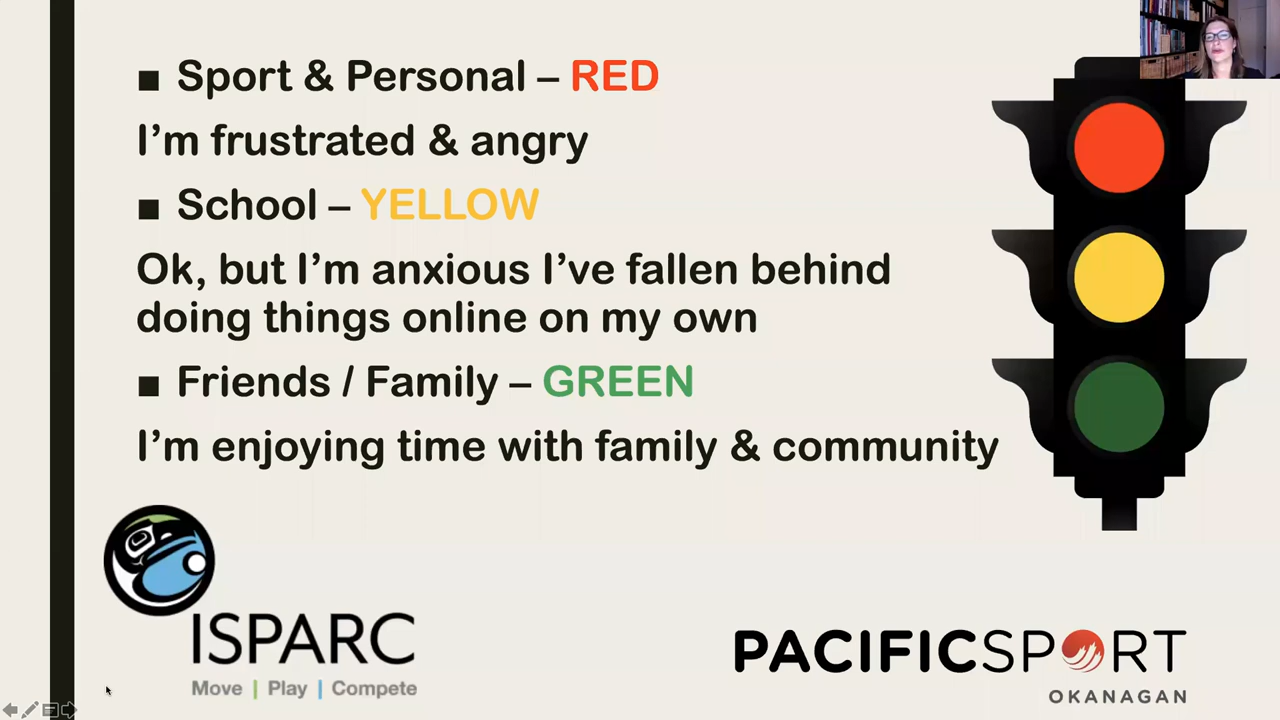 ■ Sport & Personal – RED
I’m frustrated & angry
■ School – YELLOW
Ok, but I’m anxious I’ve fallen behind
doing things online on my own
■ Friends / Family – GREEN
I’m enjoying time with family & community
ISPARC
Move | Play | Compete
PACIFICSPORT
OKANAGAN